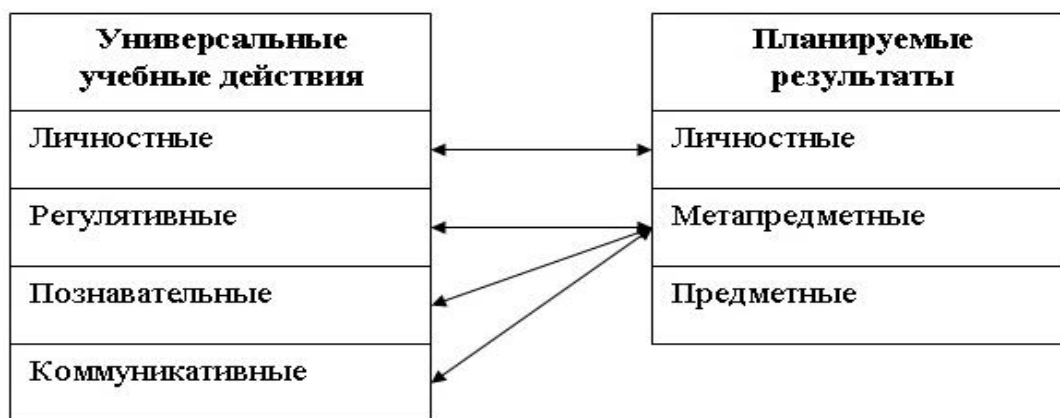 Универсальные
учебные действия
Личностные
Регулятивные
Познавательные
Коммуникативные
Планируемые
результаты
Личностные
Метапредметные
Предметные